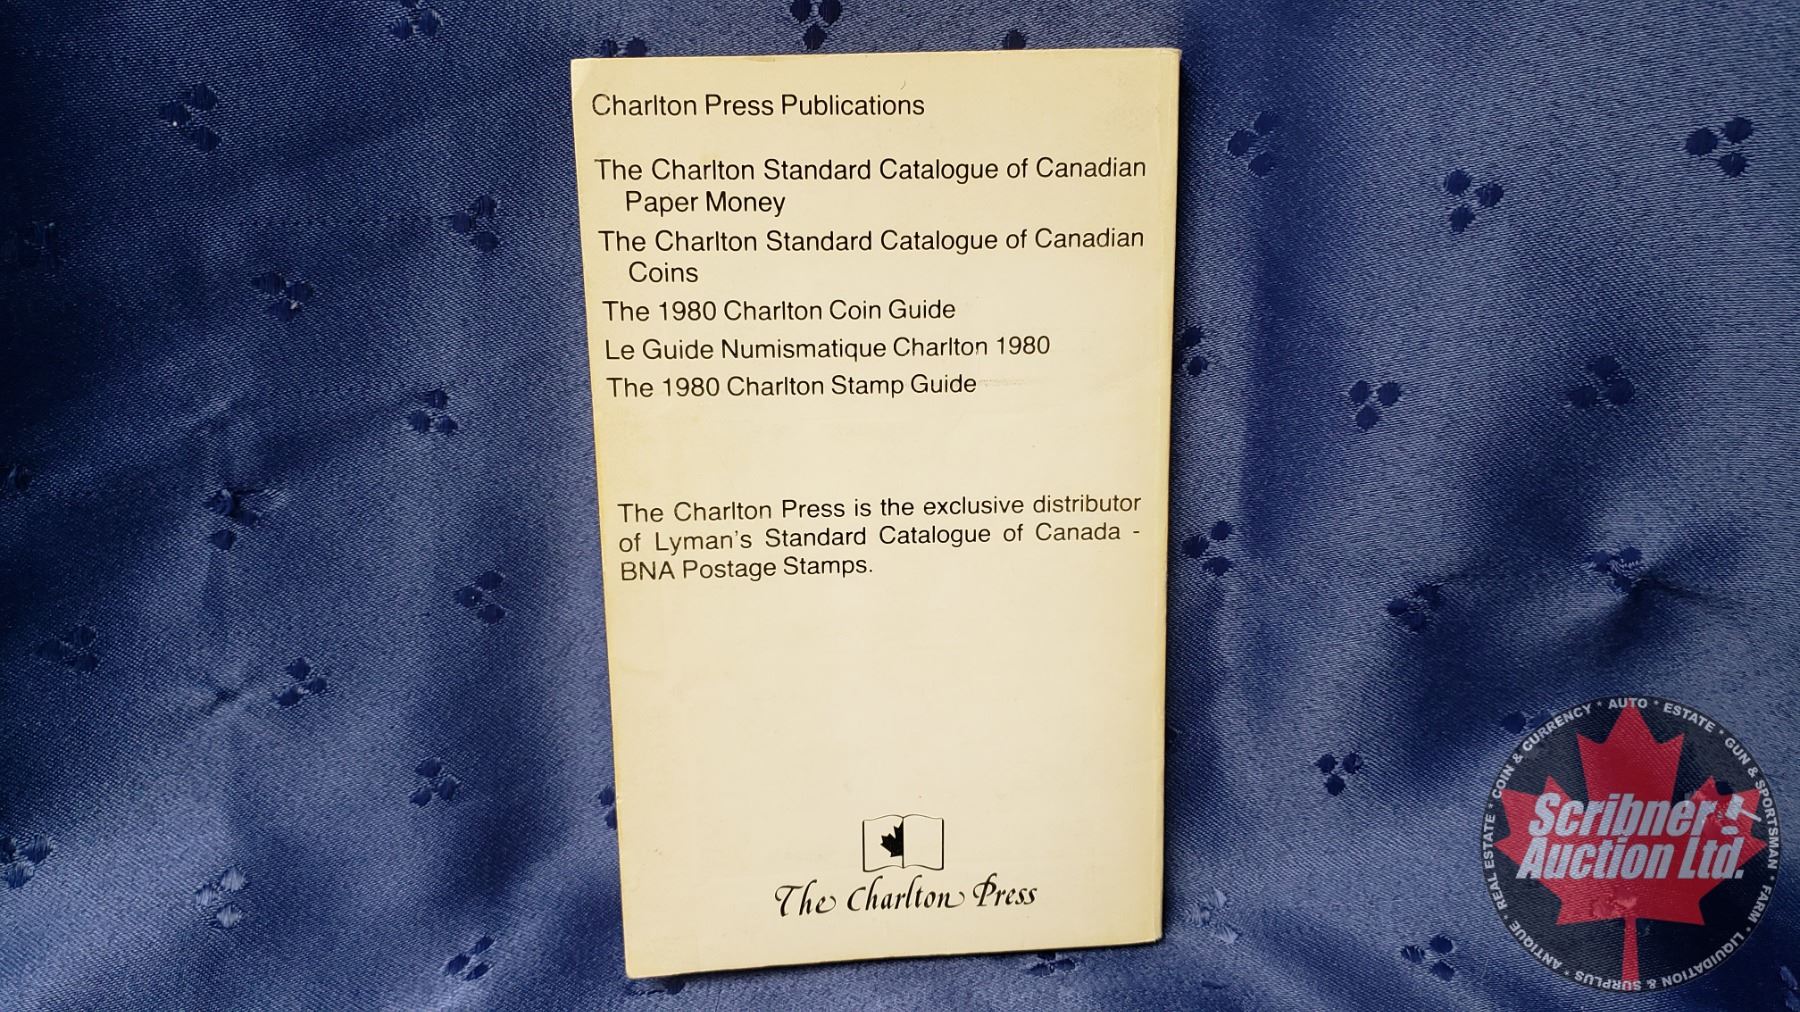 Charlton Press Publications
The Charlton Standard Catalogue of Canadian
Paper Money
The Charlton Standard Catalogue of Canadian
Coins
The 1980 Charlton Coin Guide
Le Guide Numismatique Charlton 1980
The 1980 Charlton Stamp Guide
The Charlton Press is the exclusive distributor
of Lyman's Standard Catalogue of Canada -
BNA Postage Stamps.
The Charlton Press
Scribner
Auction Ltd.
REAL ESTATE * COIN & CURRENCY * AUTO * ESTATE * GUN & SPORTSMAN * FARM * LIQUIDATION & SURPLUS * ANTIQUE *